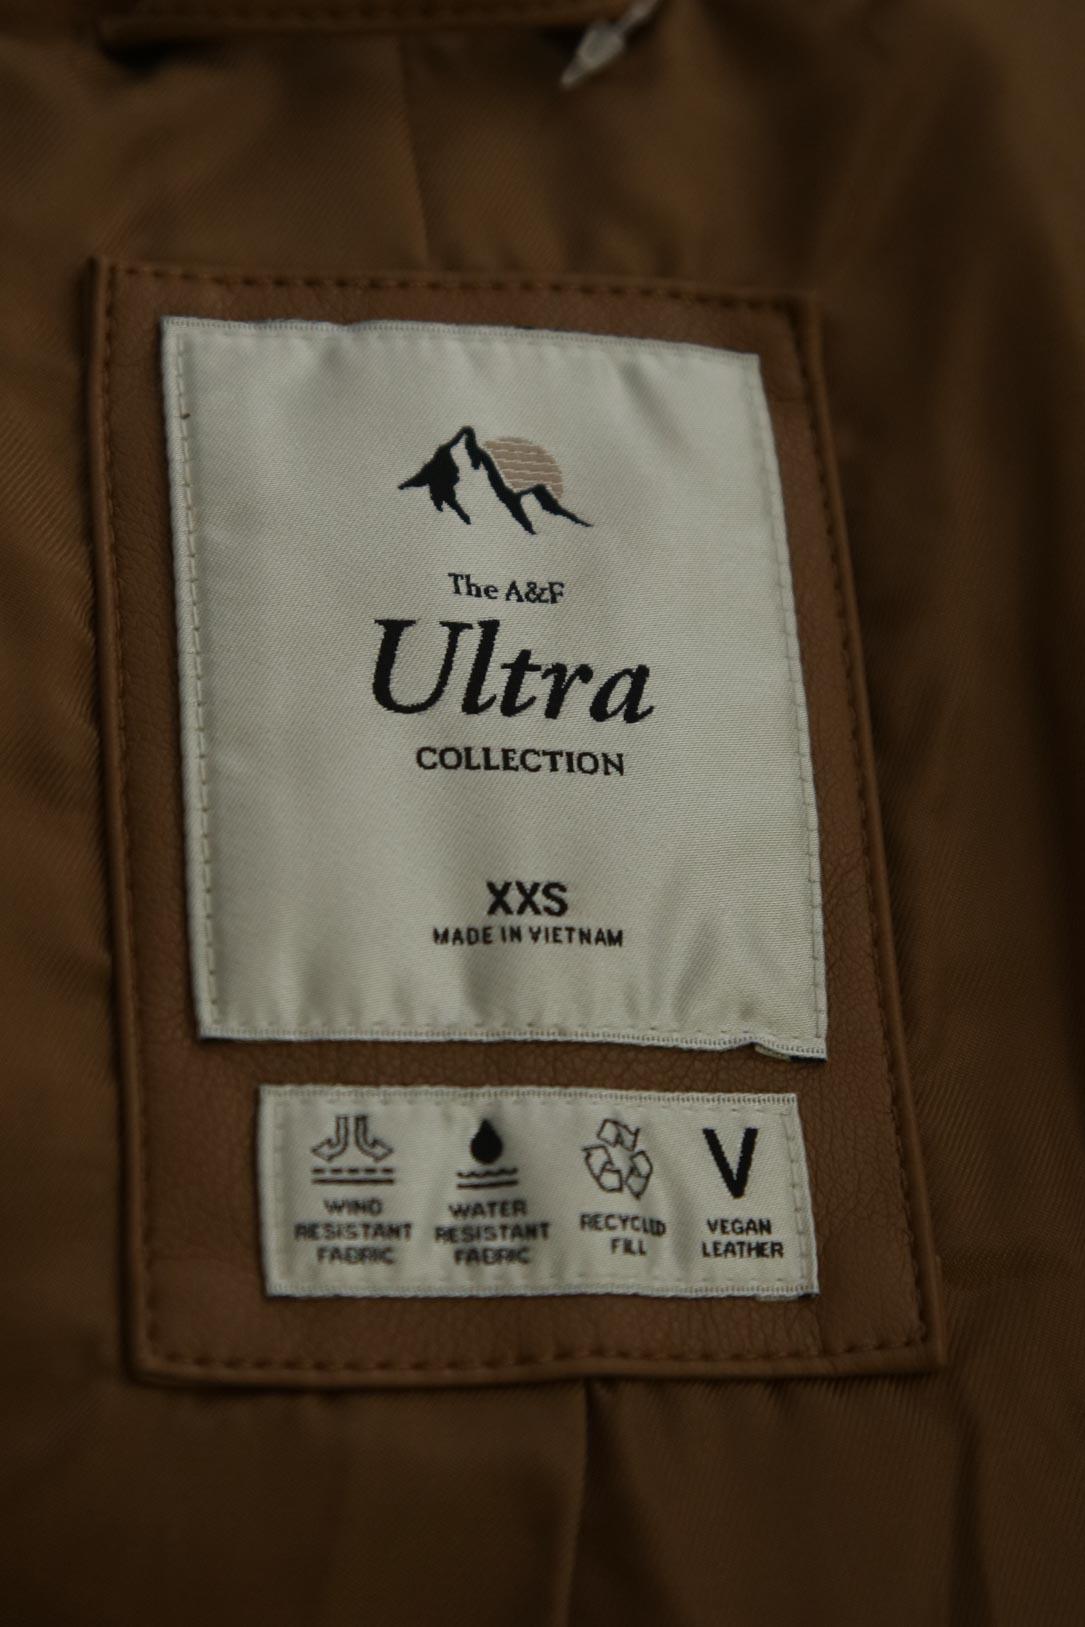 The A&F
Ultra
COLLECTION
XXS
MADE IN VIETNAM
WIND
RESISTANT
FABRIC
WATER
RESISTANT
FABRIC
RECYCLED
FILL
V
VEGAN
LEATHER